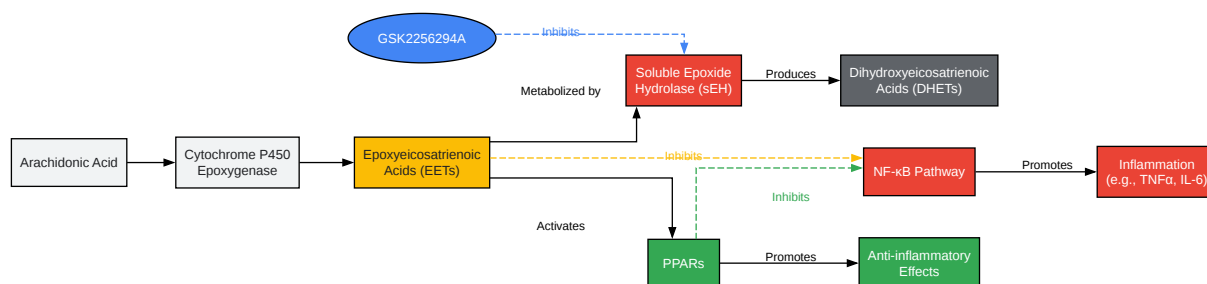 GSK2256294A
Inhibits
Soluble Epoxide
Hydrolase (sEH)
Produces
Dihydroxyeicosatrienoic
Acids (DHETs)
Metabolized by
Arachidonic Acid
Cytochrome P450
Epoxygenase
Epoxyeicosatrienoic
Acids (EETs)
Inhibits
NF-κB Pathway
Promotes
Inflammation
(e.g., TNFα, IL-6)
Inhibits
Activates
PPARs
Promotes
Anti-inflammatory
Effects